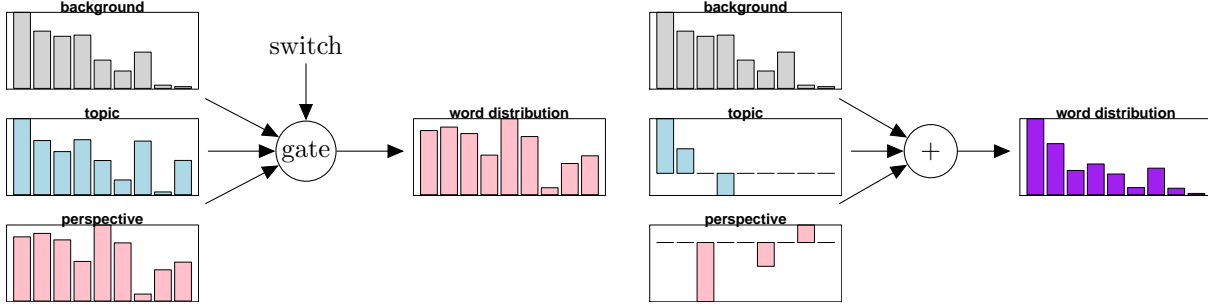 background
switch
topic
gate
word distribution
perspective
background
topic
+
word distribution
perspective